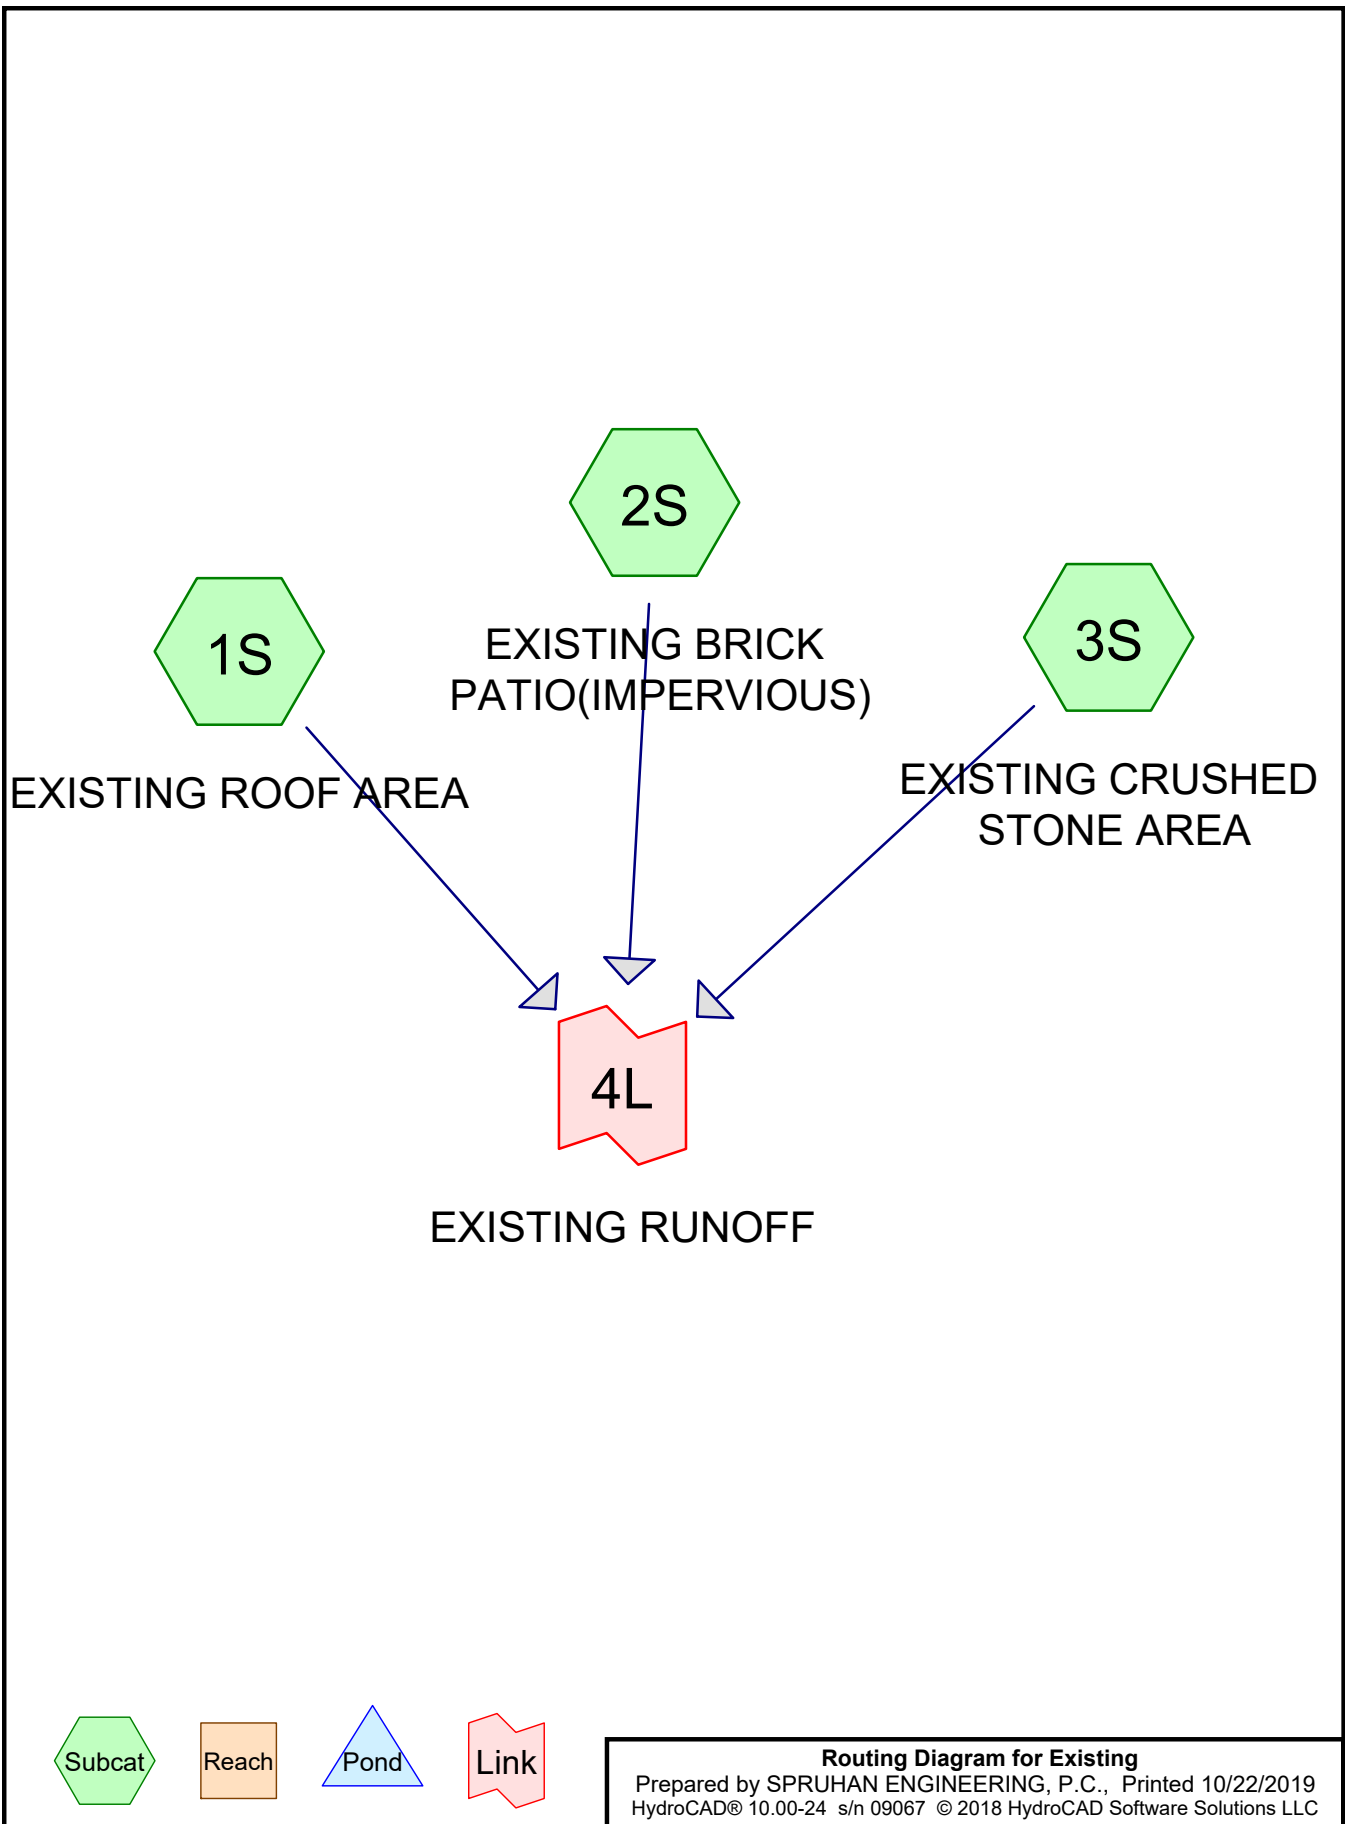 2S
EXISTING BRICK
PATIO(IMPERVIOUS)
1S
EXISTING ROOF AREA
3S
EXISTING CRUSHED
STONE AREA
4L
EXISTING RUNOFF
Subcat
Reach
Pond
Link
Routing Diagram for Existing
Prepared by SPRUHAN ENGINEERING, P.C.,  Printed 10/22/2019
HydroCAD® 10.00-24  s/n 09067  © 2018 HydroCAD Software Solutions LLC